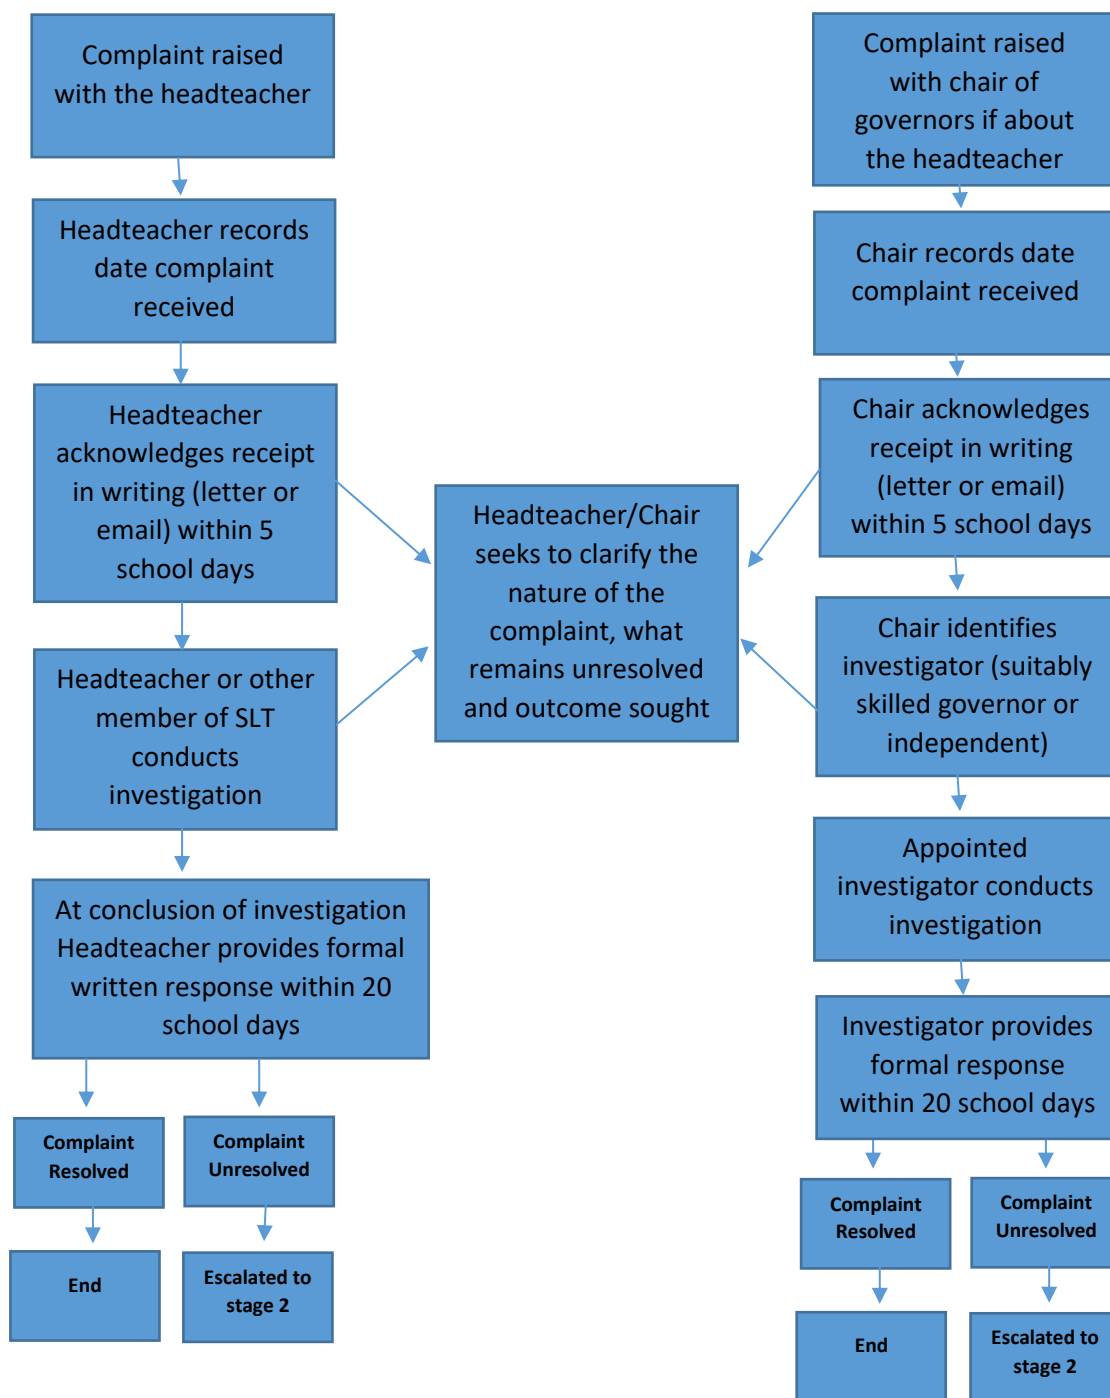 Complaint raised
with the headteacher
Headteacher records
date complaint
received
Headteacher
acknowledges receipt
in writing (letter or
email) within 5
school days
Headteacher or other
member of SLT
conducts
investigation
At conclusion of investigation
Headteacher provides formal
written response within 20
school days
Complaint
Resolved
Complaint
Unresolved
End
Escalated to
stage 2
Headteacher/Chair
seeks to clarify the
nature of the
complaint, what
remains unresolved
and outcome sought
Complaint raised
with chair of
governors if about
the headteacher
Chair records date
complaint received
Chair acknowledges
receipt in writing
(letter or email)
within 5 school days
Chair identifies
investigator (suitably
skilled governor or
independent)
Appointed
investigator conducts
investigation
Investigator provides
formal response
within 20 school days
Complaint
Resolved
Complaint
Unresolved
End
Escalated to
stage 2